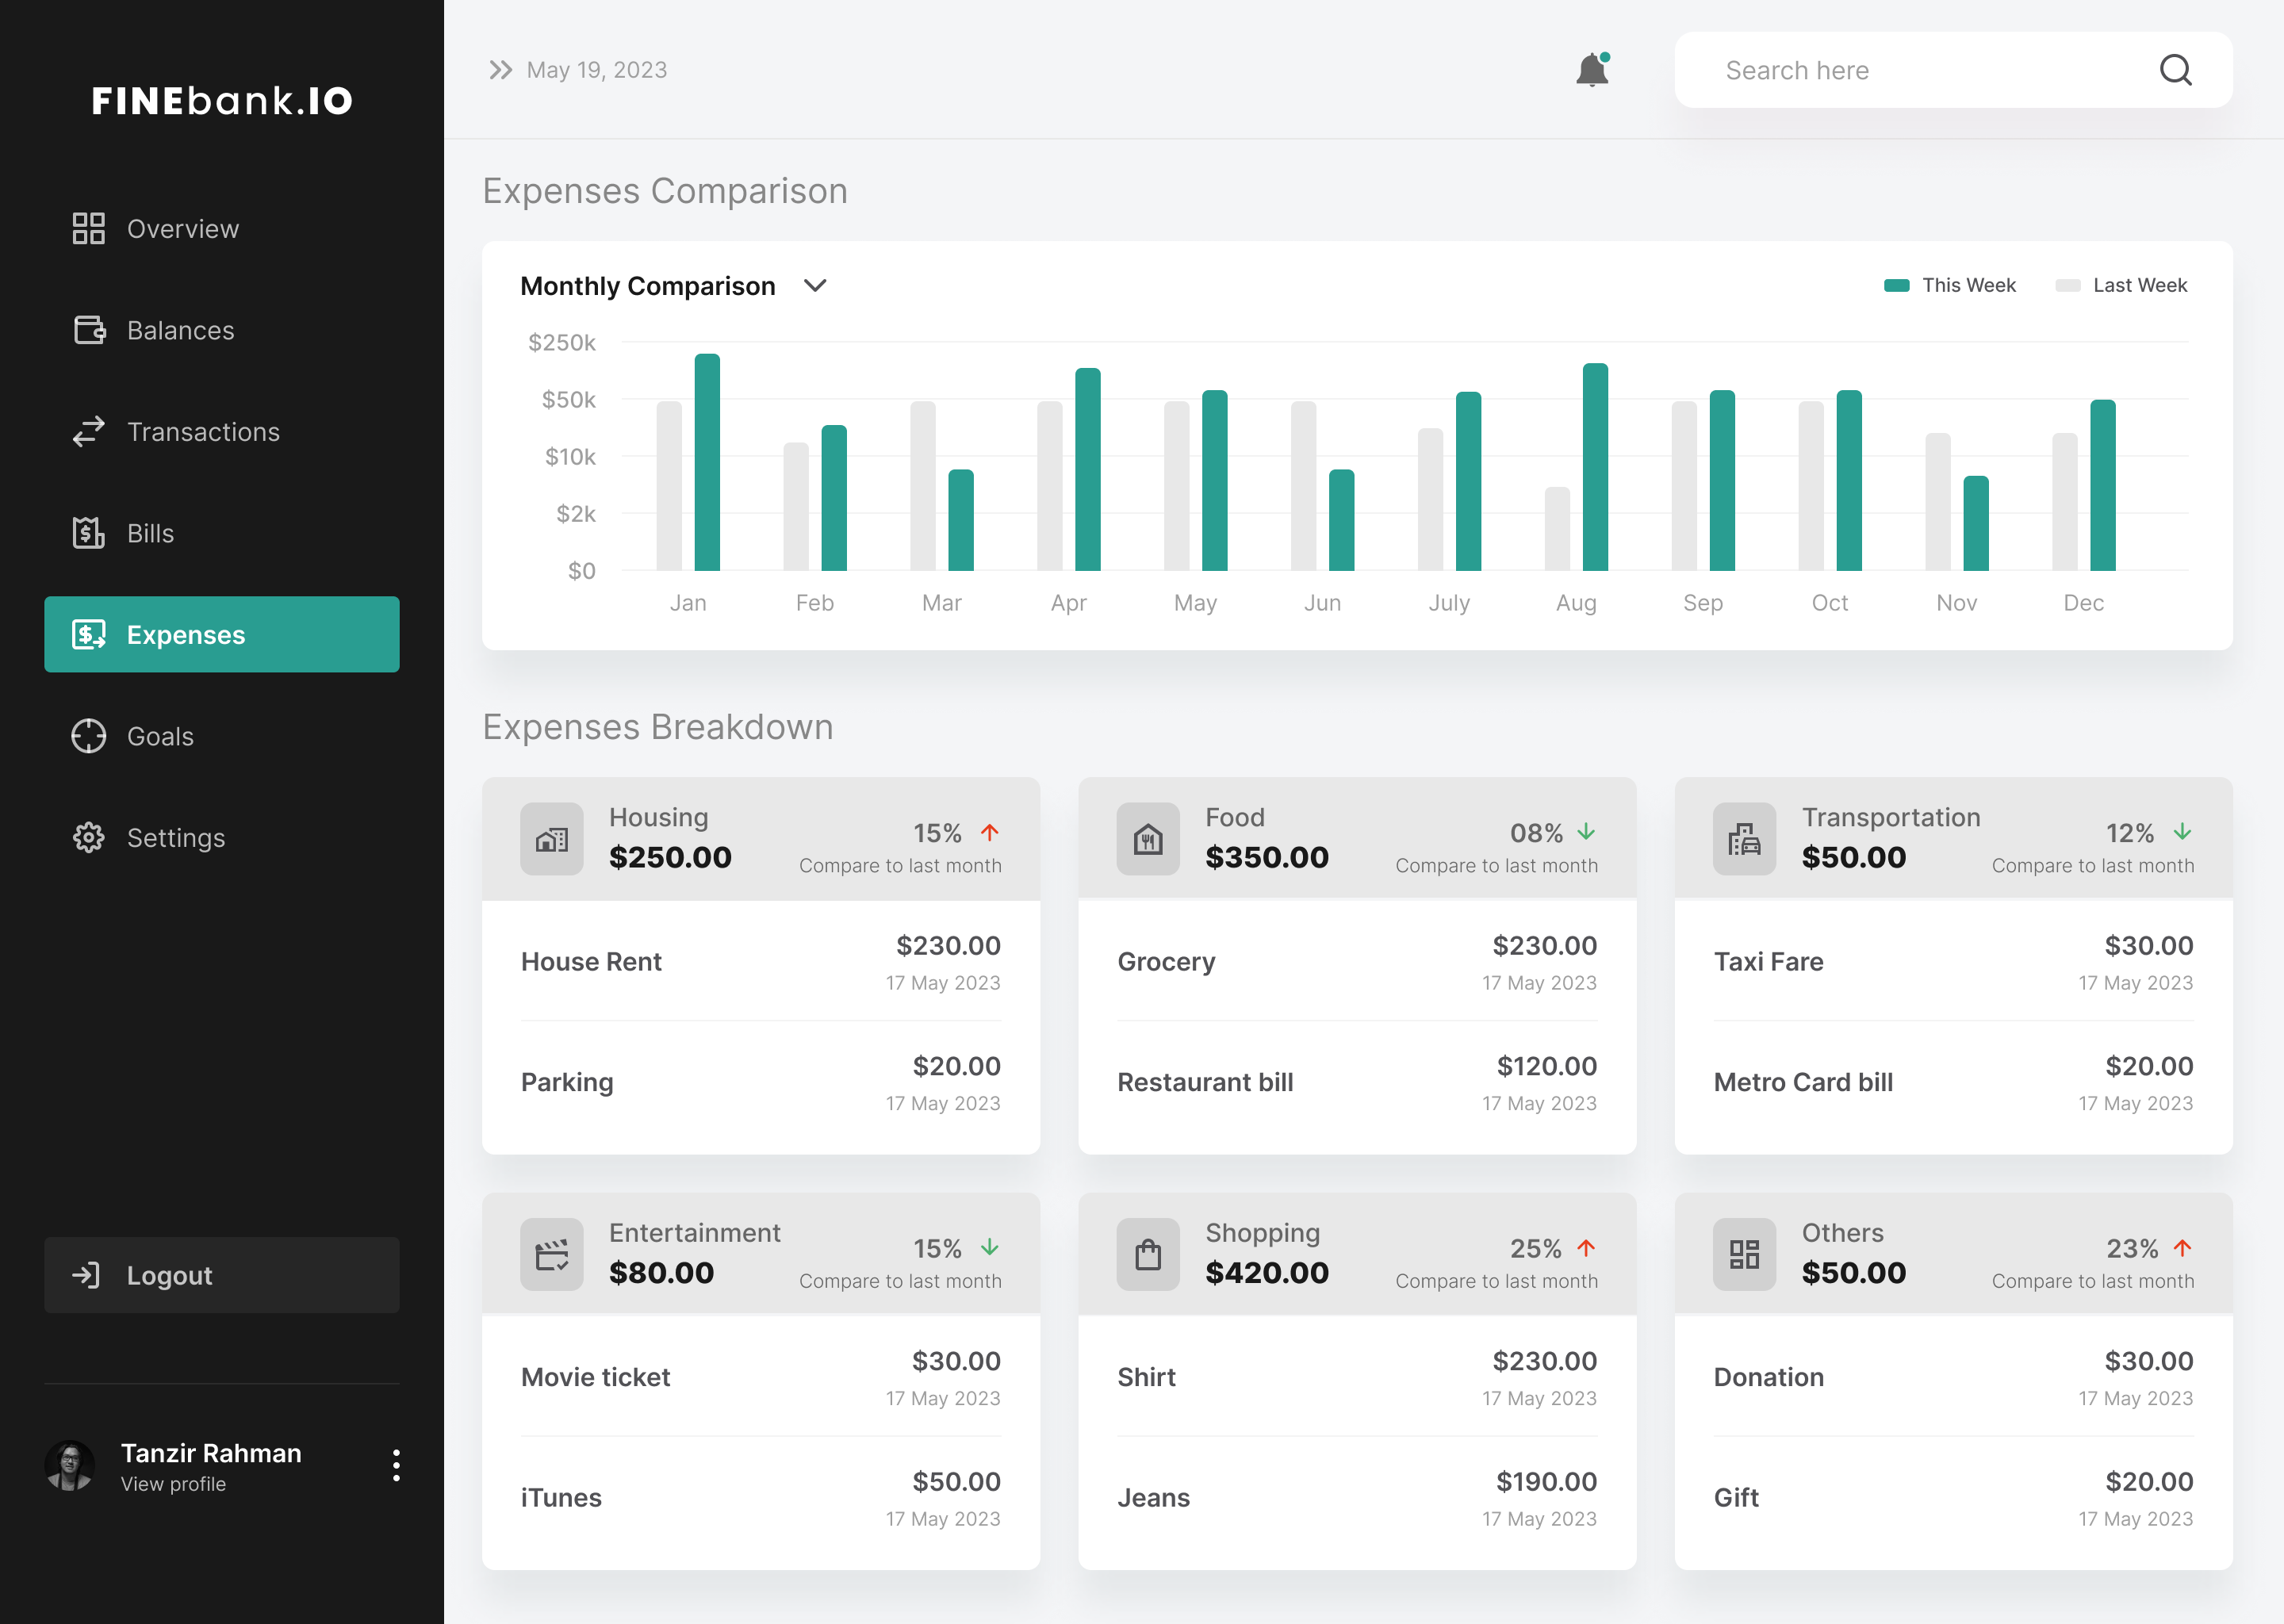 FINEbank.IO
Overview
Balances
Transactions
Bills
Expenses
Goals
Settings
Logout
Tanzir Rahman
View profile
May 19, 2023
Search here
Expenses Comparison
Monthly Comparison
This Week
Last Week
$250k
$50k
$10k
$2k
$0
Jan Feb Mar Apr May Jun July Aug Sep Oct Nov Dec
Expenses Breakdown
Housing
$250.00
15%
Compare to last month
House Rent
$230.00
17 May 2023
Parking
$20.00
17 May 2023
Food
$350.00
08%
Compare to last month
Grocery
$230.00
17 May 2023
Restaurant bill
$120.00
17 May 2023
Transportation
$50.00
12%
Compare to last month
Taxi Fare
$30.00
17 May 2023
Metro Card bill
$20.00
17 May 2023
Entertainment
$80.00
15%
Compare to last month
Movie ticket
$30.00
17 May 2023
iTunes
$50.00
17 May 2023
Shopping
$420.00
25%
Compare to last month
Shirt
$230.00
17 May 2023
Jeans
$190.00
17 May 2023
Others
$50.00
23%
Compare to last month
Donation
$30.00
17 May 2023
Gift
$20.00
17 May 2023